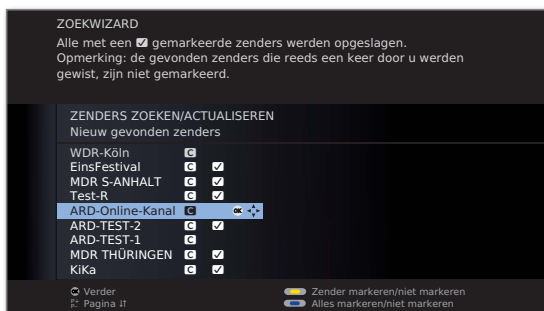 ZOEKWIZARD
Alle met een ☑ gemarkeerde zenders werden opgeslagen.
Opmerking: de gevonden zenders die reeds een keer door u werden
gewist, zijn niet gemarkeerd.
ZENDERS ZOEKEN/ACTUALISEREN
Nieuw gevonden zenders
WDR-Köln C
EinsFestival C ✓
MDR S-ANHALT C ✓
Test-R C ✓
ARD-Online-Kanal C OK
ARD-TEST-2 C ✓
ARD-TEST-1 C
MDR THÜRINGEN C ✓
KiKa C ✓
OK Verder
Zender markeren/niet markeren
P+ P- Pagina ↓↑
Alles markeren/niet markeren